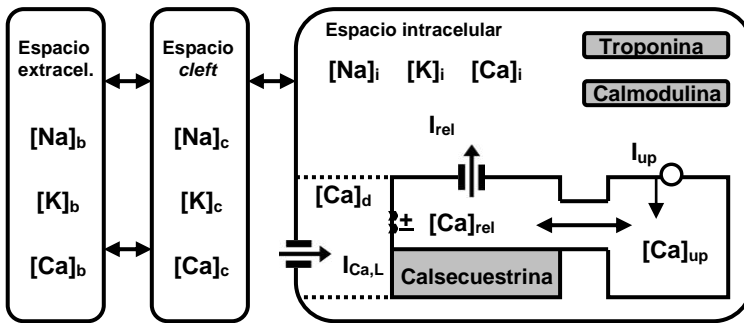 Espacio
extracel.
[Na]b
[K]b
[Ca]b
Espacio
cleft
[Na]c
[K]c
[Ca]c
Espacio intracelular
[Na]i [K]i [Ca]i
Troponina
Calmodulina
Irel
Iup
[Ca]d
± [Ca]rel
[Ca]up
ICa,L
Calsecuestrina